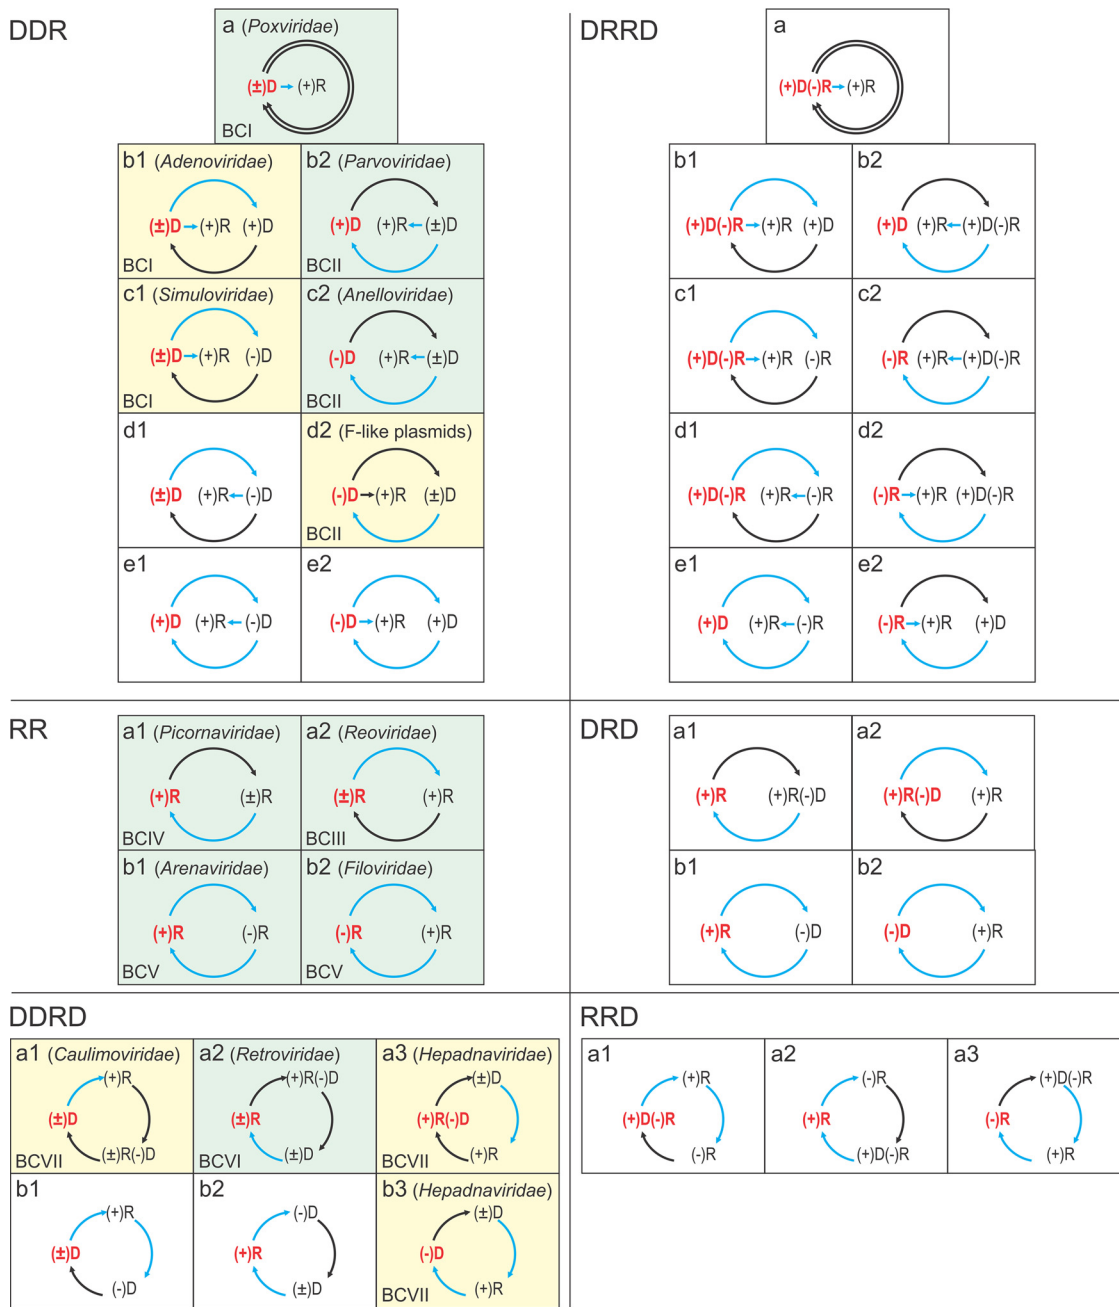 DDR
a (Poxviridae)
(±)D (+)R
BCI
b1 (Adenoviridae)
(±)D (+)R (+)D
BCI
b2 (Parvoviridae)
(+)D (+)R (±)D
BCII
c1 (Simuloviridae)
(±)D (+)R (-)D
BCI
c2 (Anelloviridae)
(-)D (+)R (±)D
BCII
d1
(±)D (+)R (-)D
d2 (F-like plasmids)
(-)D (+)R (±)D
BCII
e1
(+)D (+)R (-)D
e2
(-)D (+)R (+)D
DRRD
a
(+)D(-)R (+)R
b1
(+)D(-)R (+)R (+)D
b2
(+)D (+)R (+)D(-)R
c1
(+)D(-)R (+)R (-)R
c2
(-)R (+)R (+)D(-)R
d1
(+)D(-)R (+)R (-)R
d2
(-)R (+)R (+)D(-)R
e1
(+)D (+)R (-)R
e2
(-)R (+)R (+)D
RR
a1 (Picornaviridae)
(+)R (±)R
BCIV
a2 (Reoviridae)
(±)R (+)R
BCIII
b1 (Arenaviridae)
(+)R (-)R
BCV
b2 (Filoviridae)
(-)R (+)R
BCV
DRD
a1
(+)R (+)R(-)D
a2
(+)R(-)D (+)R
b1
(+)R (-)D
b2
(-)D (+)R
DDRD
a1 (Caulimoviridae)
(+)R
(±)D
(±)R(-)D
BCVII
a2 (Retroviridae)
(+)R(-)D
(±)R
(±)D
BCVI
a3 (Hepadnaviridae)
(±)D
(+)R(-)D
(+)R
BCVII
b1
(+)R
(±)D
(-)D
b2
(-)D
(+)R
(±)D
b3 (Hepadnaviridae)
(±)D
(-)D
(+)R
BCVII
RRD
a1
(+)R
(+)D(-)R
(-)R
a2
(-)R
(+)R
(+)D(-)R
a3
(+)D(-)R
(-)R
(+)R